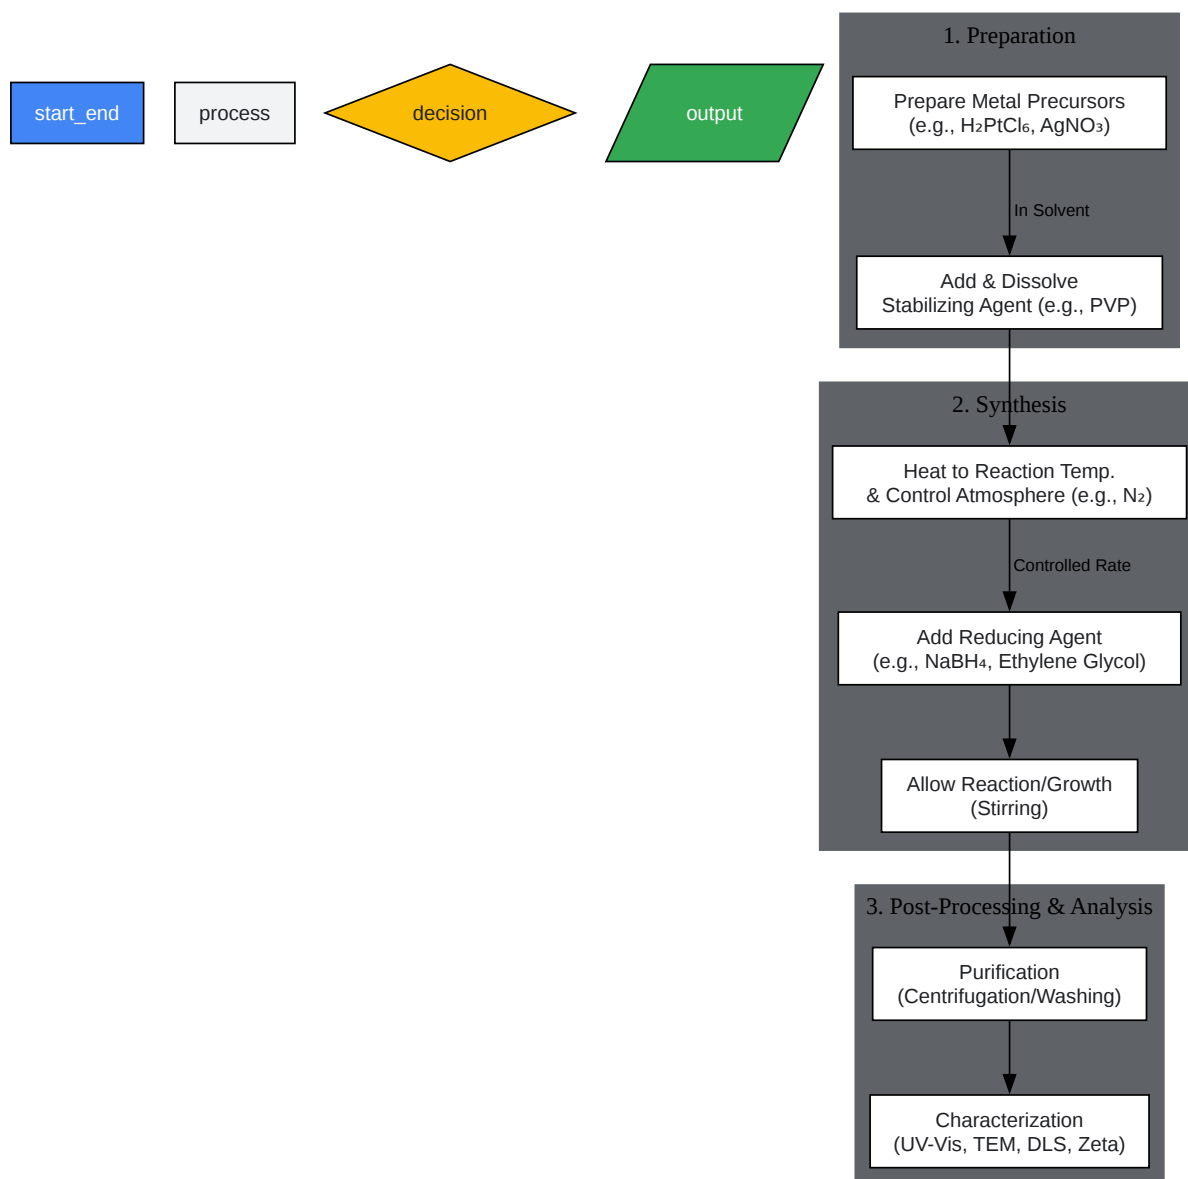 start_end
process
decision
output
1. Preparation
Prepare Metal Precursors
(e.g., H₂PtCl₆, AgNO₃)
In Solvent
Add & Dissolve
Stabilizing Agent (e.g., PVP)
2. Synthesis
Heat to Reaction Temp.
& Control Atmosphere (e.g., N₂)
Controlled Rate
Add Reducing Agent
(e.g., NaBH₄, Ethylene Glycol)
Allow Reaction/Growth
(Stirring)
3. Post-Processing & Analysis
Purification
(Centrifugation/Washing)
Characterization
(UV-Vis, TEM, DLS, Zeta)